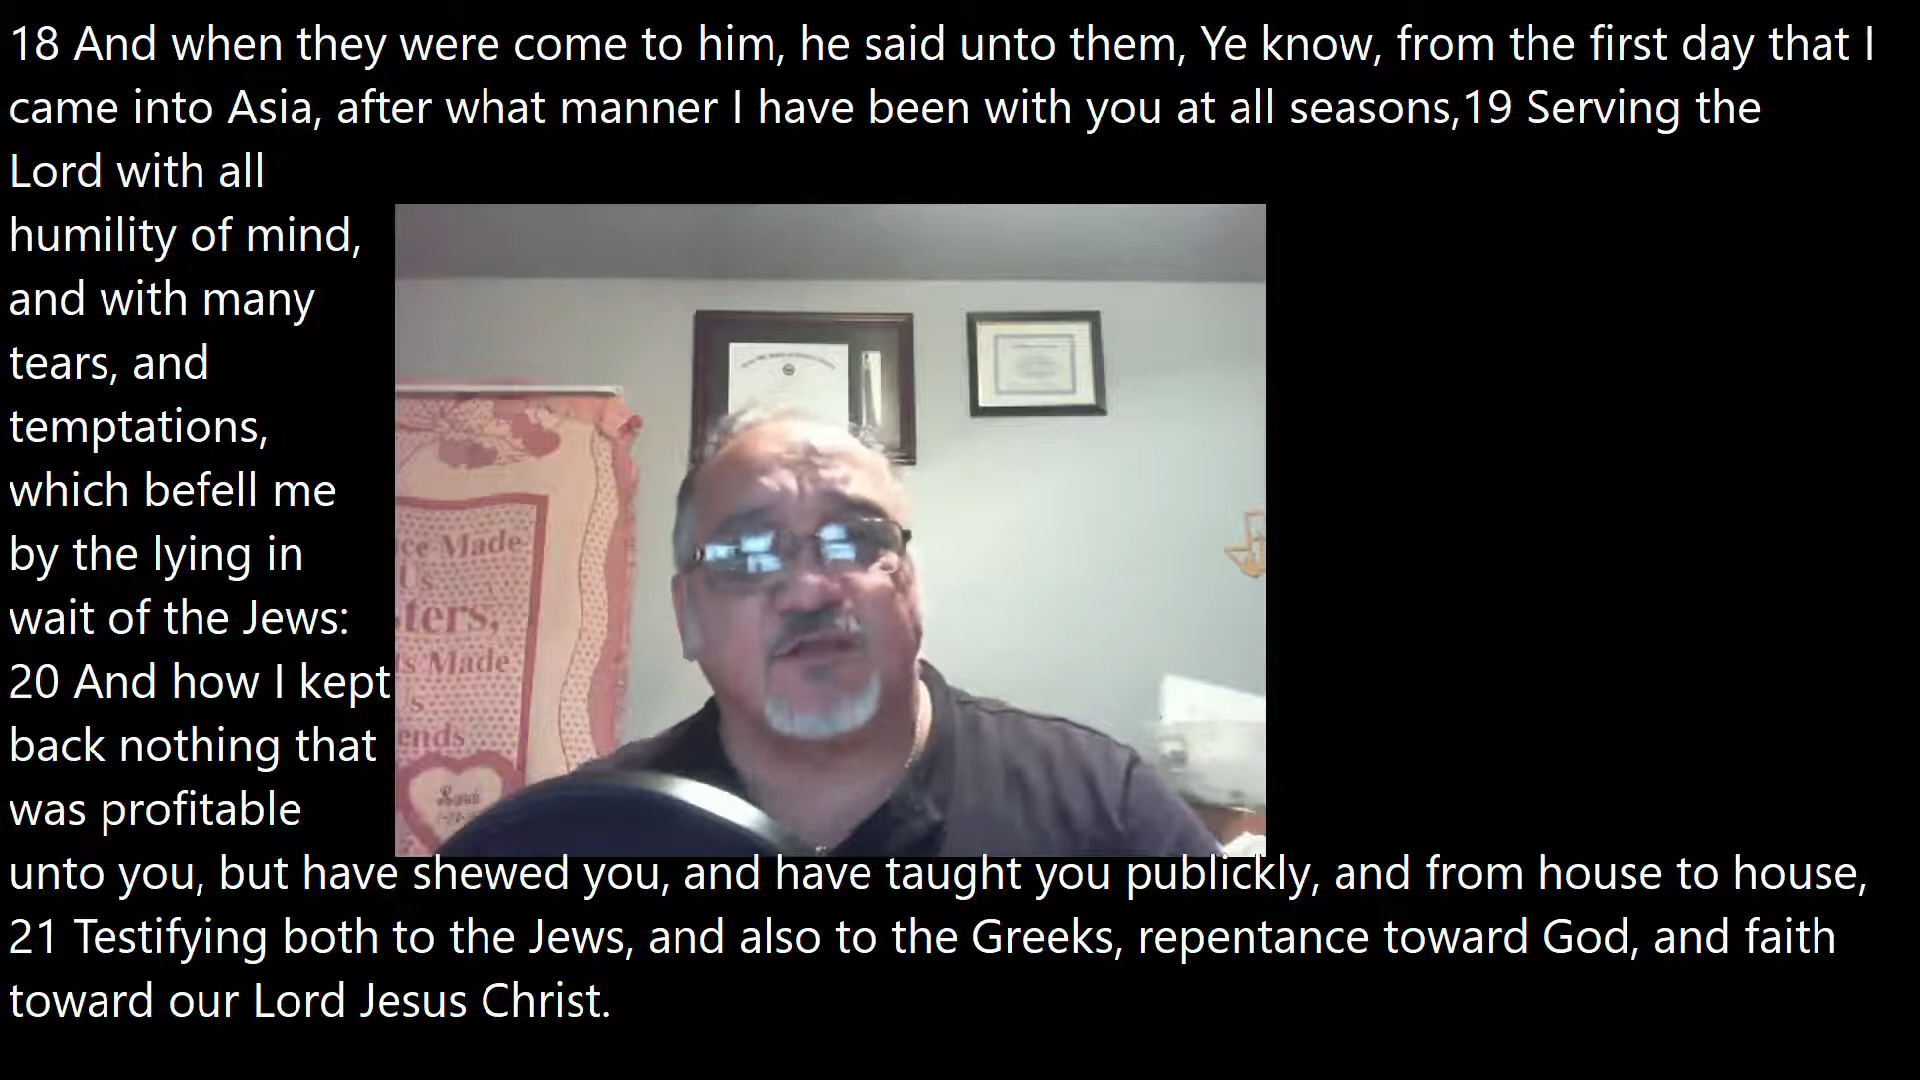 18 And when they were come to him, he said unto them, Ye know, from the first day that I
came into Asia, after what manner I have been with you at all seasons,19 Serving the
Lord with all
humility of mind,
and with many
tears, and
temptations,
which befell me
by the lying in
wait of the Jews:
20 And how I kept
back nothing that
was profitable
unto you, but have shewed you, and have taught you publickly, and from house to house,
21 Testifying both to the Jews, and also to the Greeks, repentance toward God, and faith
toward our Lord Jesus Christ.
Made
Us
Made